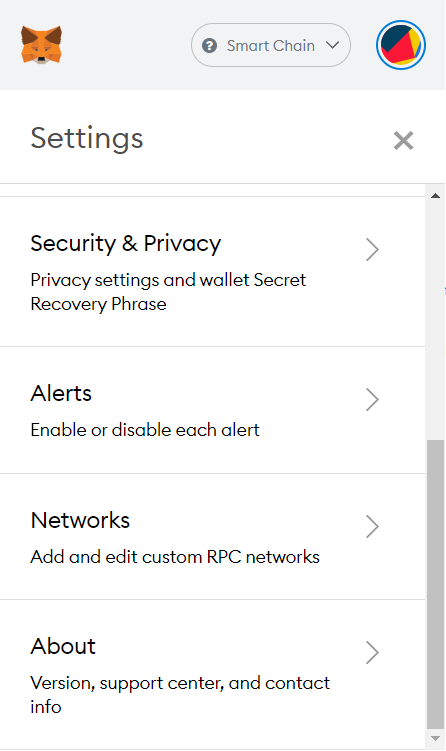 Smart Chain
Settings
Security & Privacy
Privacy settings and wallet Secret
Recovery Phrase
Alerts
Enable or disable each alert
Networks
Add and edit custom RPC networks
About
Version, support center, and contact
info